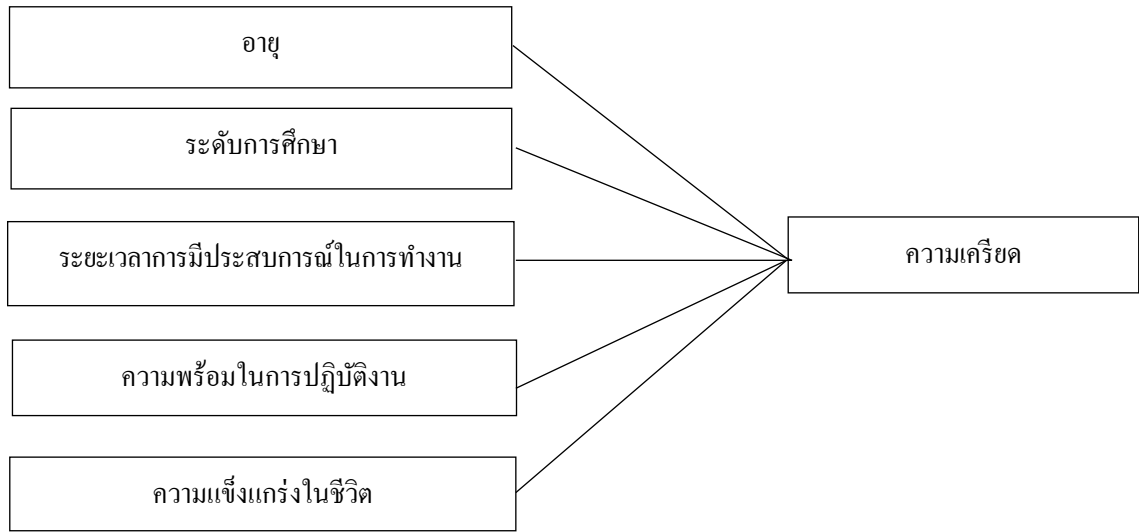 อายุ
ระดับการศึกษา
ระยะเวลาการมีประสบการณ์ในการทำงาน
ความเครียด
ความพร้อมในการปฏิบัติงาน
ความแข็งแกร่งในชีวิต